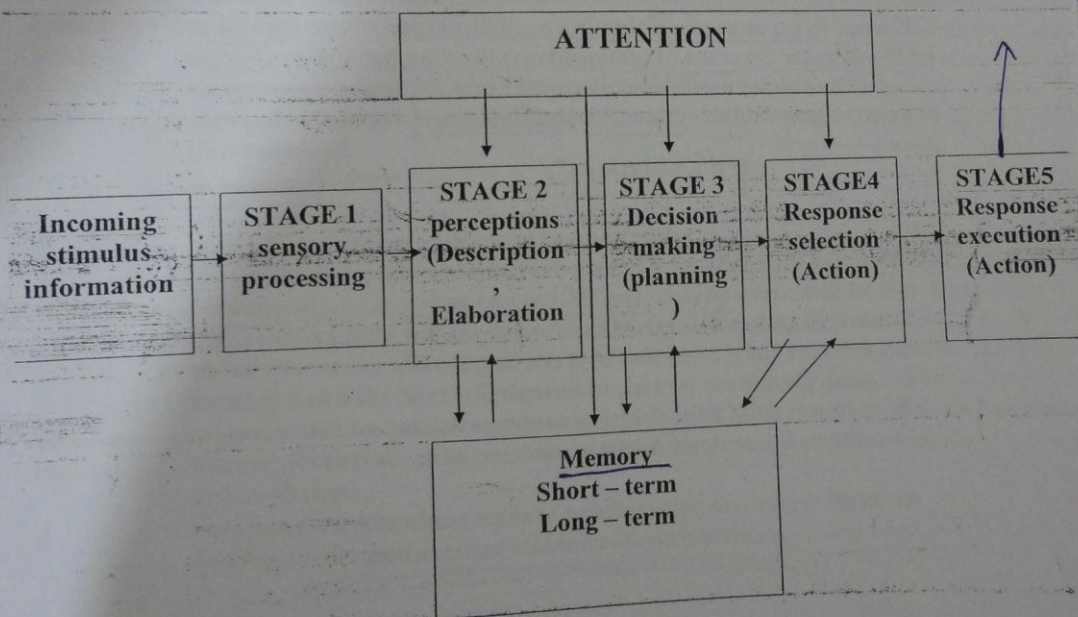 ATTENTION
Incoming
stimulus
information
STAGE 1
sensory
processing
STAGE 2
perceptions
(Description
,
Elaboration
STAGE 3
Decision
making
(planning
)
STAGE4
Response
selection
(Action)
STAGE5
Response
execution
(Action)
Memory
Short – term
Long – term